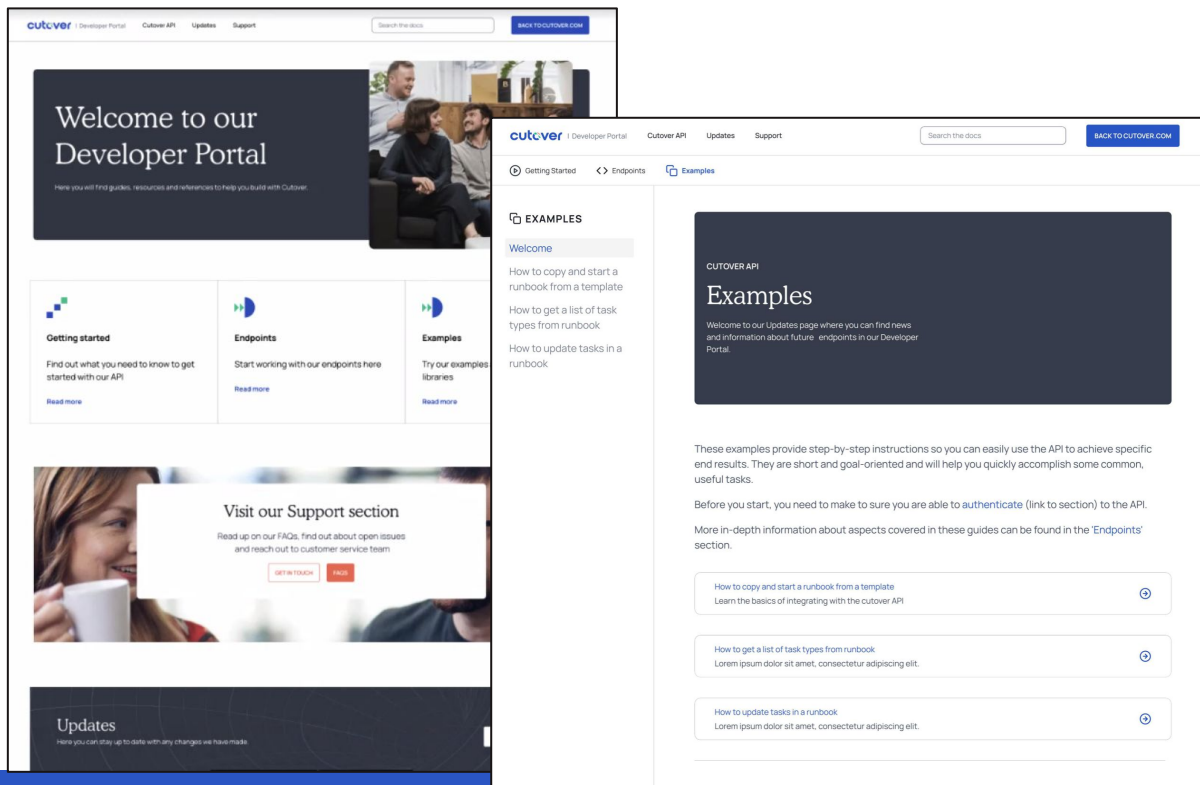 cutover | Developer Portal Cutover API Updates Support Search the docs BACK TO CUTOVER.COM
Welcome to our
Developer Portal
Here you will find guides, resources and references to help you build with Cutover.
Getting started
Find out what you need to know to get
started with our API
Read more
Endpoints
Start working with our endpoints here
Read more
Examples
Try our examples
libraries
Read more
Visit our Support section
Read up on our FAQs, find out about open issues
and reach out to customer service team
GET IN TOUCH FAQS
Updates
Here you can stay up to date with any changes we have made.
cutover | Developer Portal Cutover API Updates Support Search the docs BACK TO CUTOVER.COM
Getting Started Endpoints Examples
EXAMPLES
Welcome
How to copy and start a
runbook from a template
How to get a list of task
types from runbook
How to update tasks in a
runbook
CUTOVER API
Examples
Welcome to our Updates page where you can find news
and information about future endpoints in our Developer
Portal.
These examples provide step-by-step instructions so you can easily use the API to achieve specific
end results. They are short and goal-oriented and will help you quickly accomplish some common,
useful tasks.
Before you start, you need to make to sure you are able to authenticate (link to section) to the API.
More in-depth information about aspects covered in these guides can be found in the 'Endpoints'
section.
How to copy and start a runbook from a template
Learn the basics of integrating with the cutover API
How to get a list of task types from runbook
Lorem ipsum dolor sit amet, consectetur adipiscing elit.
How to update tasks in a runbook
Lorem ipsum dolor sit amet, consectetur adipiscing elit.